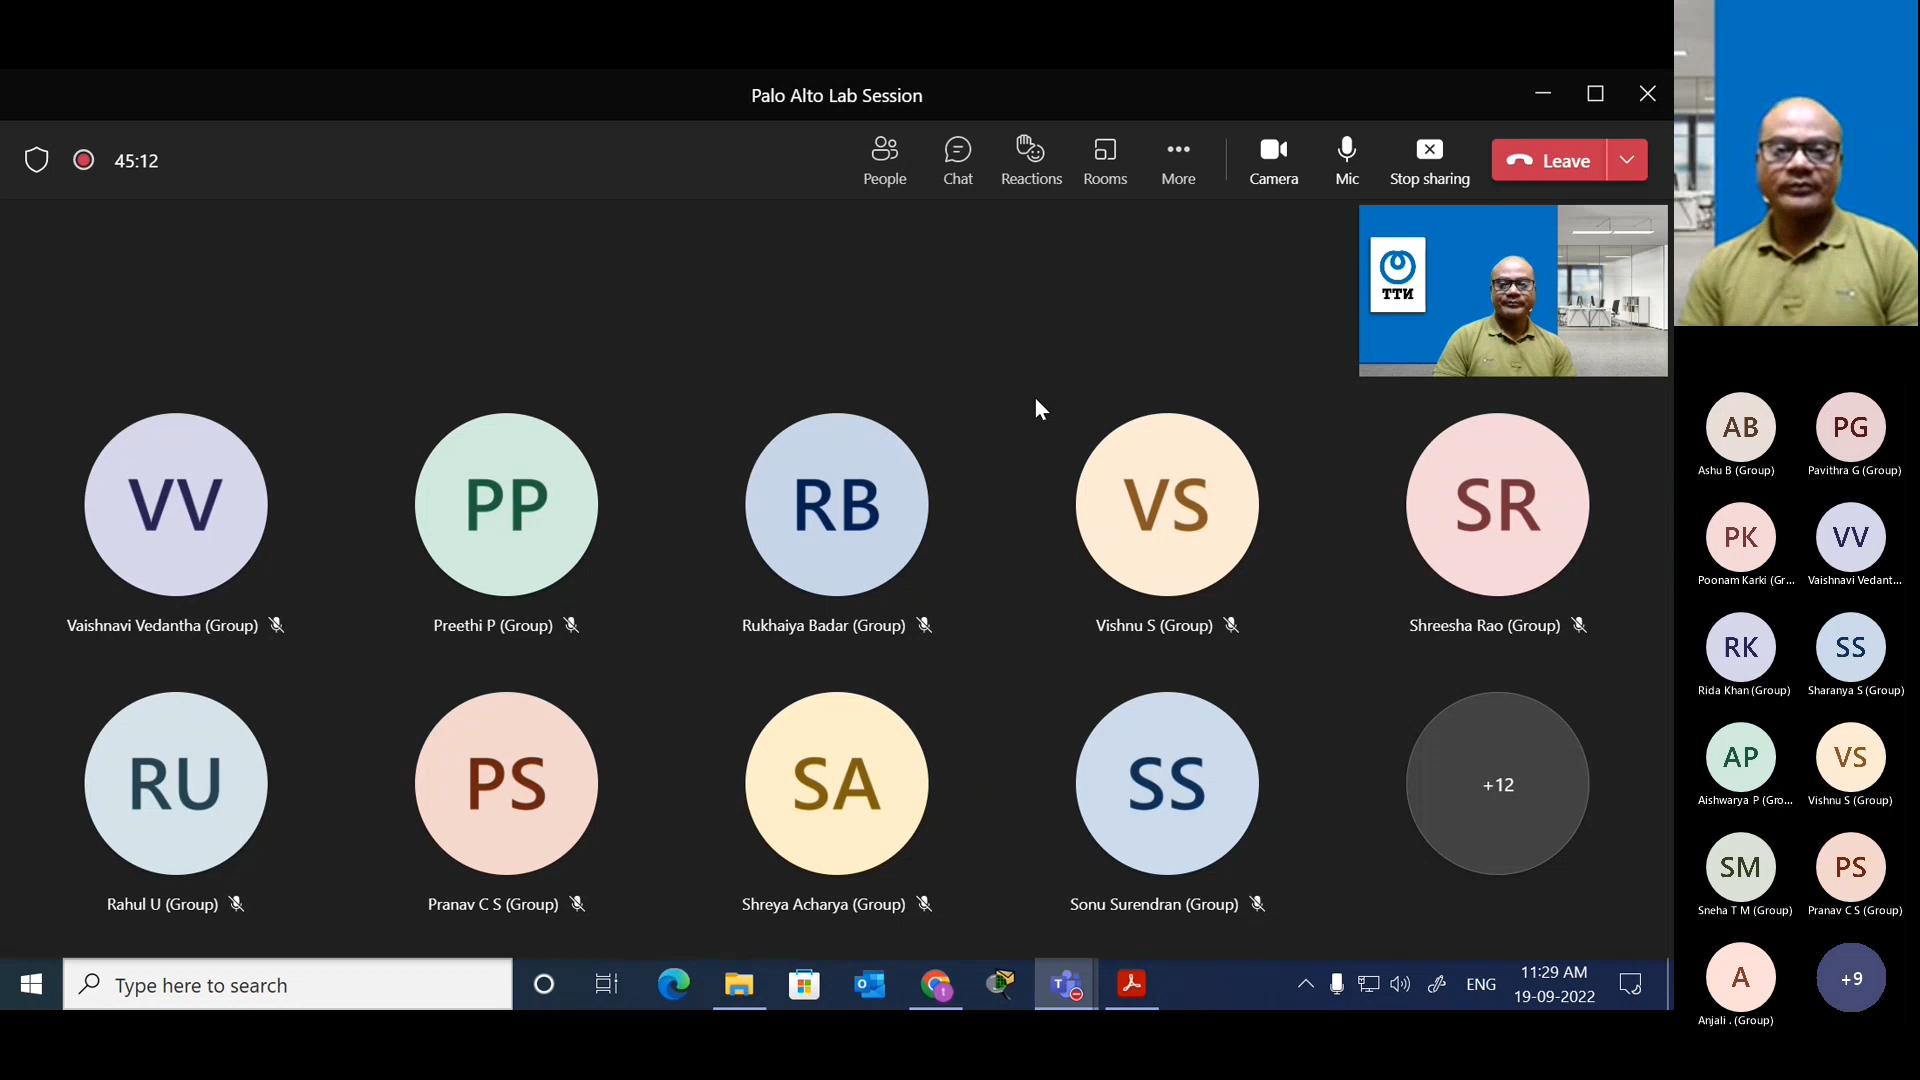 Palo Alto Lab Session
45:12
People
Chat
Reactions
Rooms
More
Camera
Mic
Stop sharing
Leave
TTN
VV
Vaishnavi Vedantha (Group)
PP
Preethi P (Group)
RB
Rukhaiya Badar (Group)
VS
Vishnu S (Group)
SR
Shreesha Rao (Group)
RU
Rahul U (Group)
PS
Pranav C S (Group)
SA
Shreya Acharya (Group)
SS
Sonu Surendran (Group)
+12
AB
Ashu B (Group)
PG
Pavithra G (Group)
PK
Poonam Karki (Gr...
VV
Vaishnavi Vedant...
RK
Rida Khan (Group)
SS
Sharanya S (Group)
AP
Aishwarya P (Gro...
VS
Vishnu S (Group)
SM
Sneha T M (Group)
PS
Pranav C S (Group)
A
Anjali . (Group)
+9
Type here to search
ENG
11:29 AM
19-09-2022